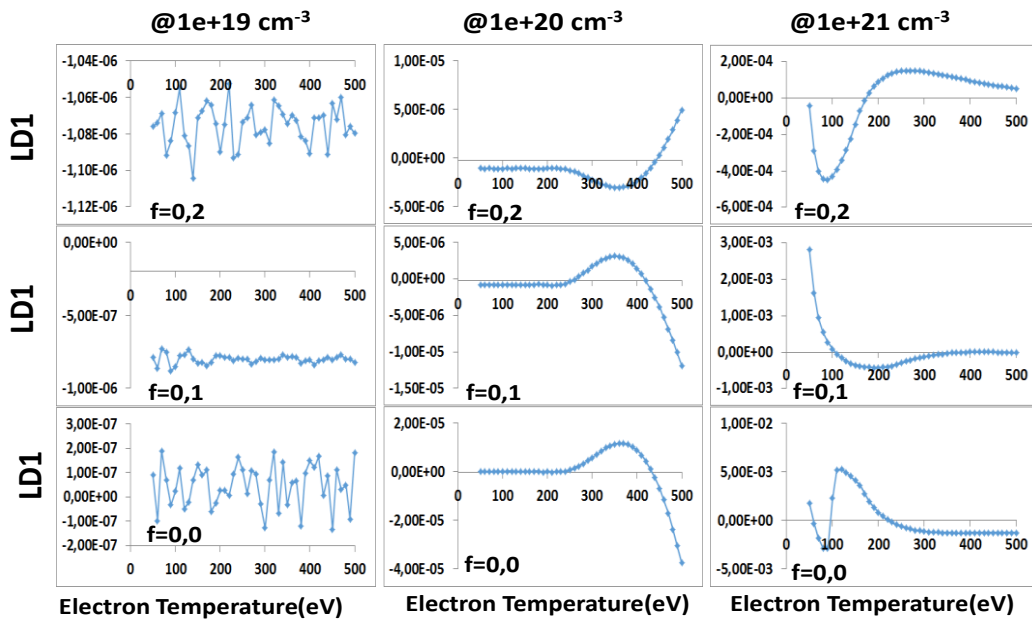 @1e+19 cm-3
@1e+20 cm-3
@1e+21 cm-3
LD1
-1,04E-06
-1,06E-06
-1,08E-06
-1,10E-06
-1,12E-06
0 100 200 300 400 500
f=0,2
1,00E-05
5,00E-06
0,00E+00
-5,00E-06
0 100 200 300 400 500
f=0,2
2,00E-04
0,00E+00
-2,00E-04
-4,00E-04
-6,00E-04
0 100 200 300 400 500
f=0,2
LD1
0,00E+00
-5,00E-07
-1,00E-06
0 100 200 300 400 500
f=0,1
5,00E-06
0,00E+00
-5,00E-06
-1,00E-05
-1,50E-05
0 100 200 300 400 500
f=0,1
3,00E-03
2,00E-03
1,00E-03
0,00E+00
-1,00E-03
0 100 200 300 400 500
f=0,1
LD1
3,00E-07
2,00E-07
1,00E-07
0,00E+00
-1,00E-07
-2,00E-07
0 100 200 300 400 500
f=0,0
2,00E-05
0,00E+00
-2,00E-05
-4,00E-05
0 100 200 300 400 500
f=0,0
1,00E-02
5,00E-03
0,00E+00
-5,00E-03
0 100 200 300 400 500
f=0,0
Electron Temperature(eV)
Electron Temperature(eV)
Electron Temperature(eV)